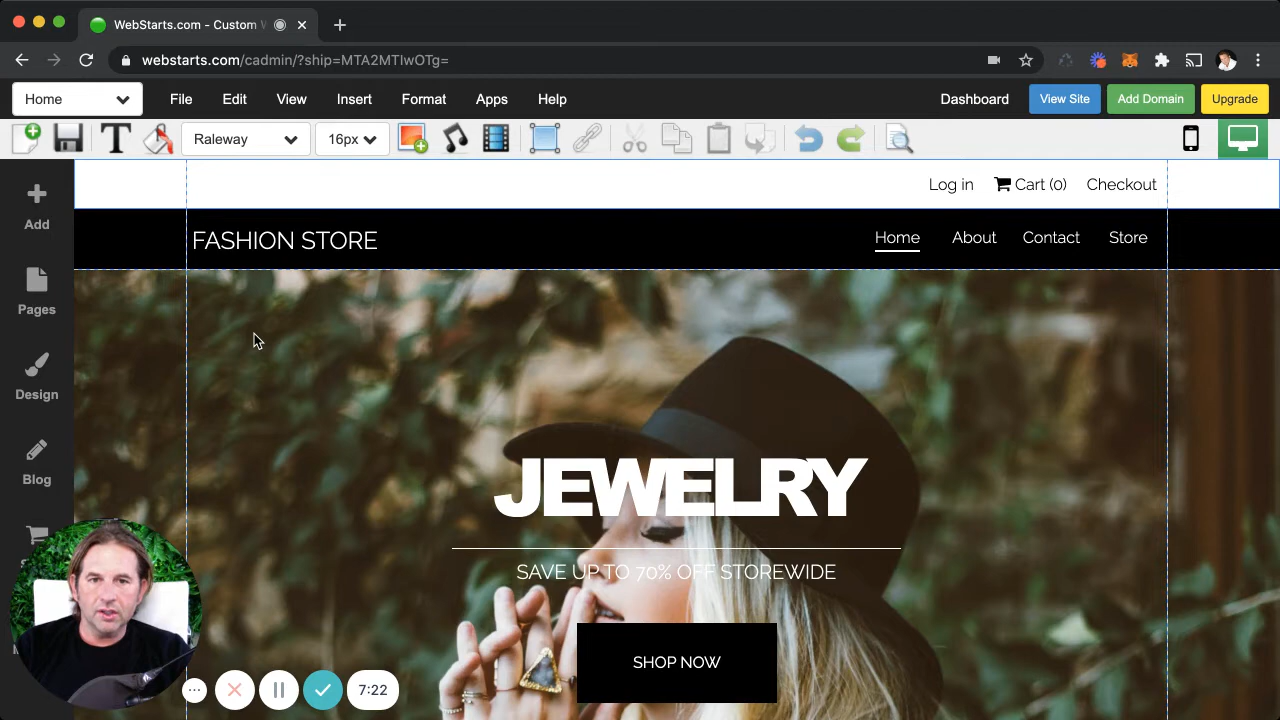 WebStarts.com - Custom W
webstarts.com/cadmin/?ship=MTA2MTIwOTg=
Home File Edit View Insert Format Apps Help Dashboard View Site Add Domain Upgrade
T Raleway 16px
Log in Cart (0) Checkout
FASHION STORE Home About Contact Store
Add
Pages
Design
Blog
JEWELRY
SAVE UP TO 70% OFF STOREWIDE
SHOP NOW
7:22